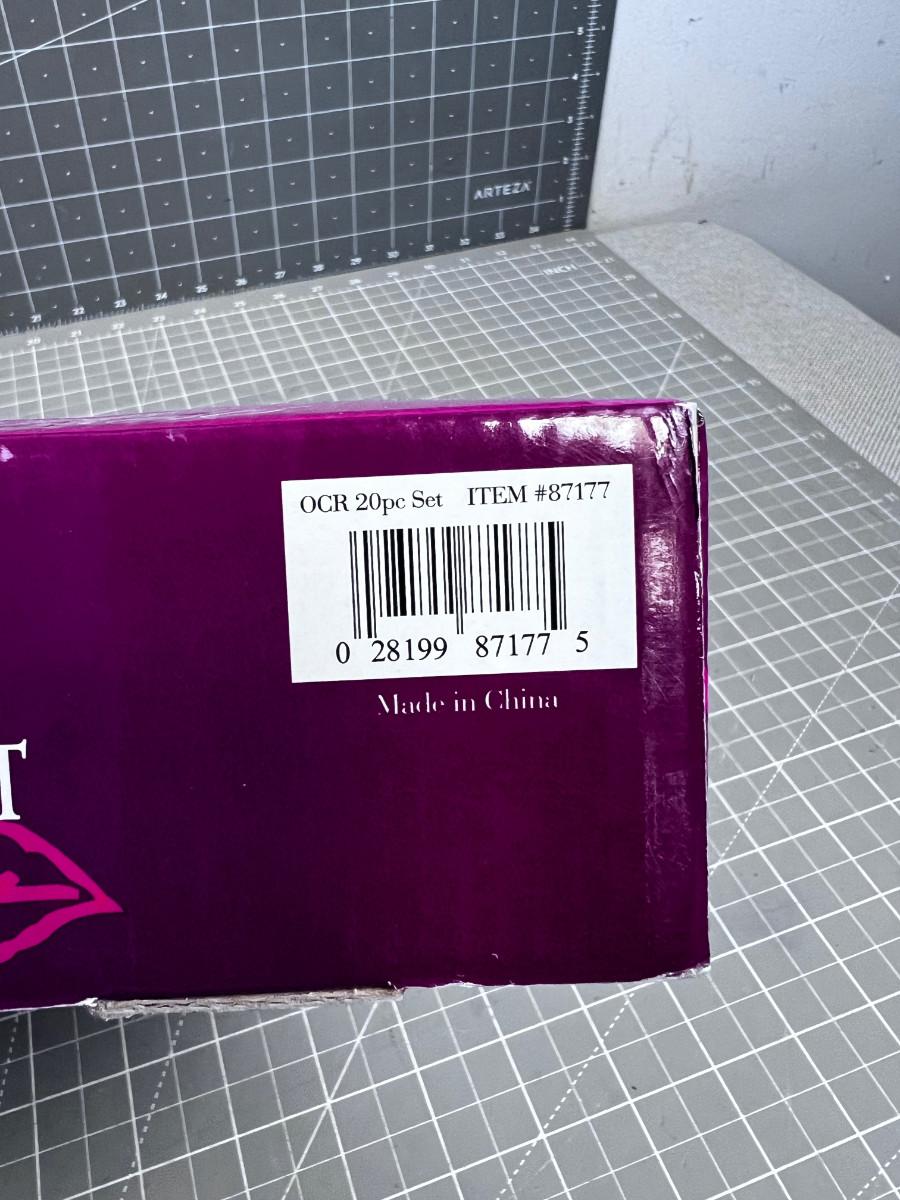 ARTEZA
INCH
OCR 20pc Set ITEM #87177
0 28199 87177 5
Made in China
T